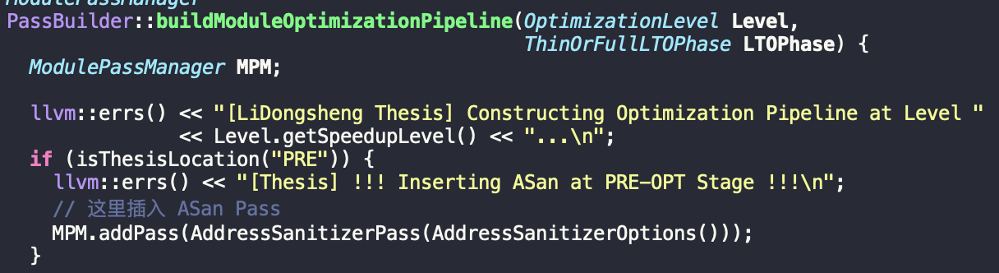 ModulePassManager
PassBuilder::buildModuleOptimizationPipeline(OptimizationLevel Level,
                                             ThinOrFullLTOPhase LTOPhase) {
  ModulePassManager MPM;

  llvm::errs() << "[LiDongsheng Thesis] Constructing Optimization Pipeline at Level "
               << Level.getSpeedupLevel() << "...\n";
  if (isThesisLocation("PRE")) {
    llvm::errs() << "[Thesis] !!! Inserting ASan at PRE-OPT Stage !!!\n";
    // 这里插入 ASan Pass
    MPM.addPass(AddressSanitizerPass(AddressSanitizerOptions()));
  }